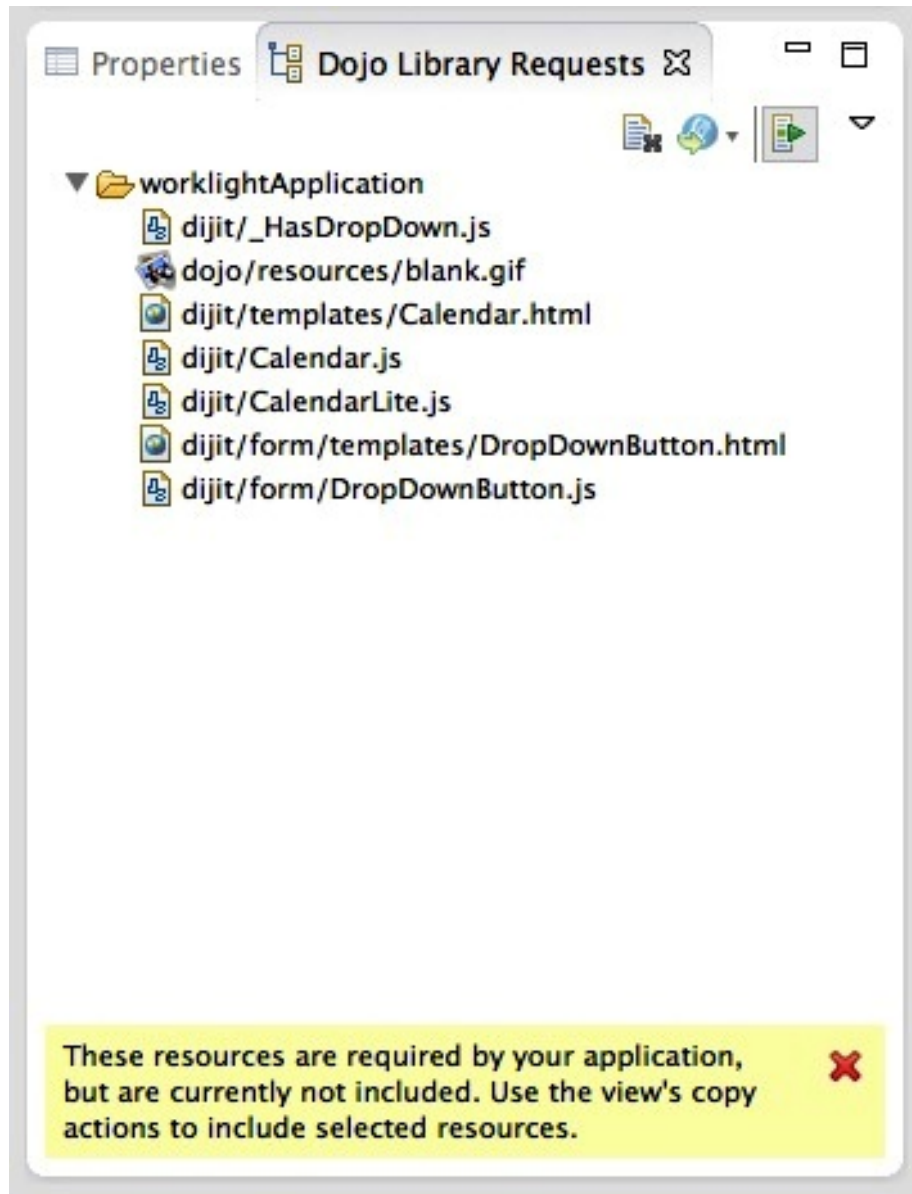 Properties Dojo Library Requests
worklightApplication
dijit/_HasDropDown.js
dojo/resources/blank.gif
dijit/templates/Calendar.html
dijit/Calendar.js
dijit/CalendarLite.js
dijit/form/templates/DropDownButton.html
dijit/form/DropDownButton.js
These resources are required by your application,
but are currently not included. Use the view's copy
actions to include selected resources.